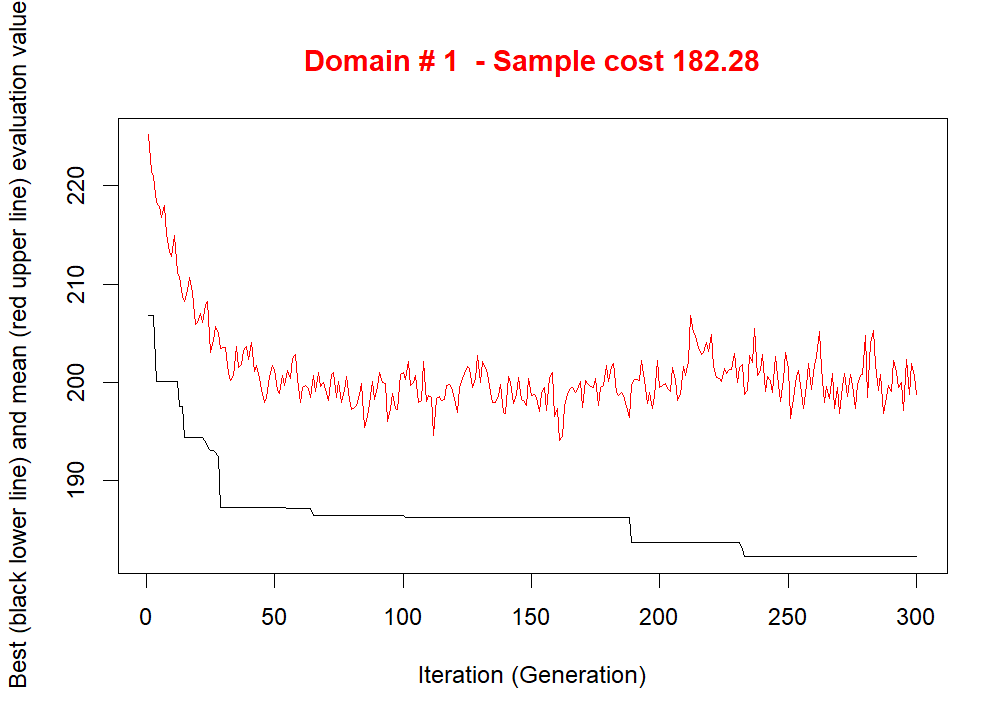 Domain # 1  - Sample cost 182.28
Best (black lower line) and mean (red upper line) evaluation value
220
210
200
190
0 50 100 150 200 250 300
Iteration (Generation)